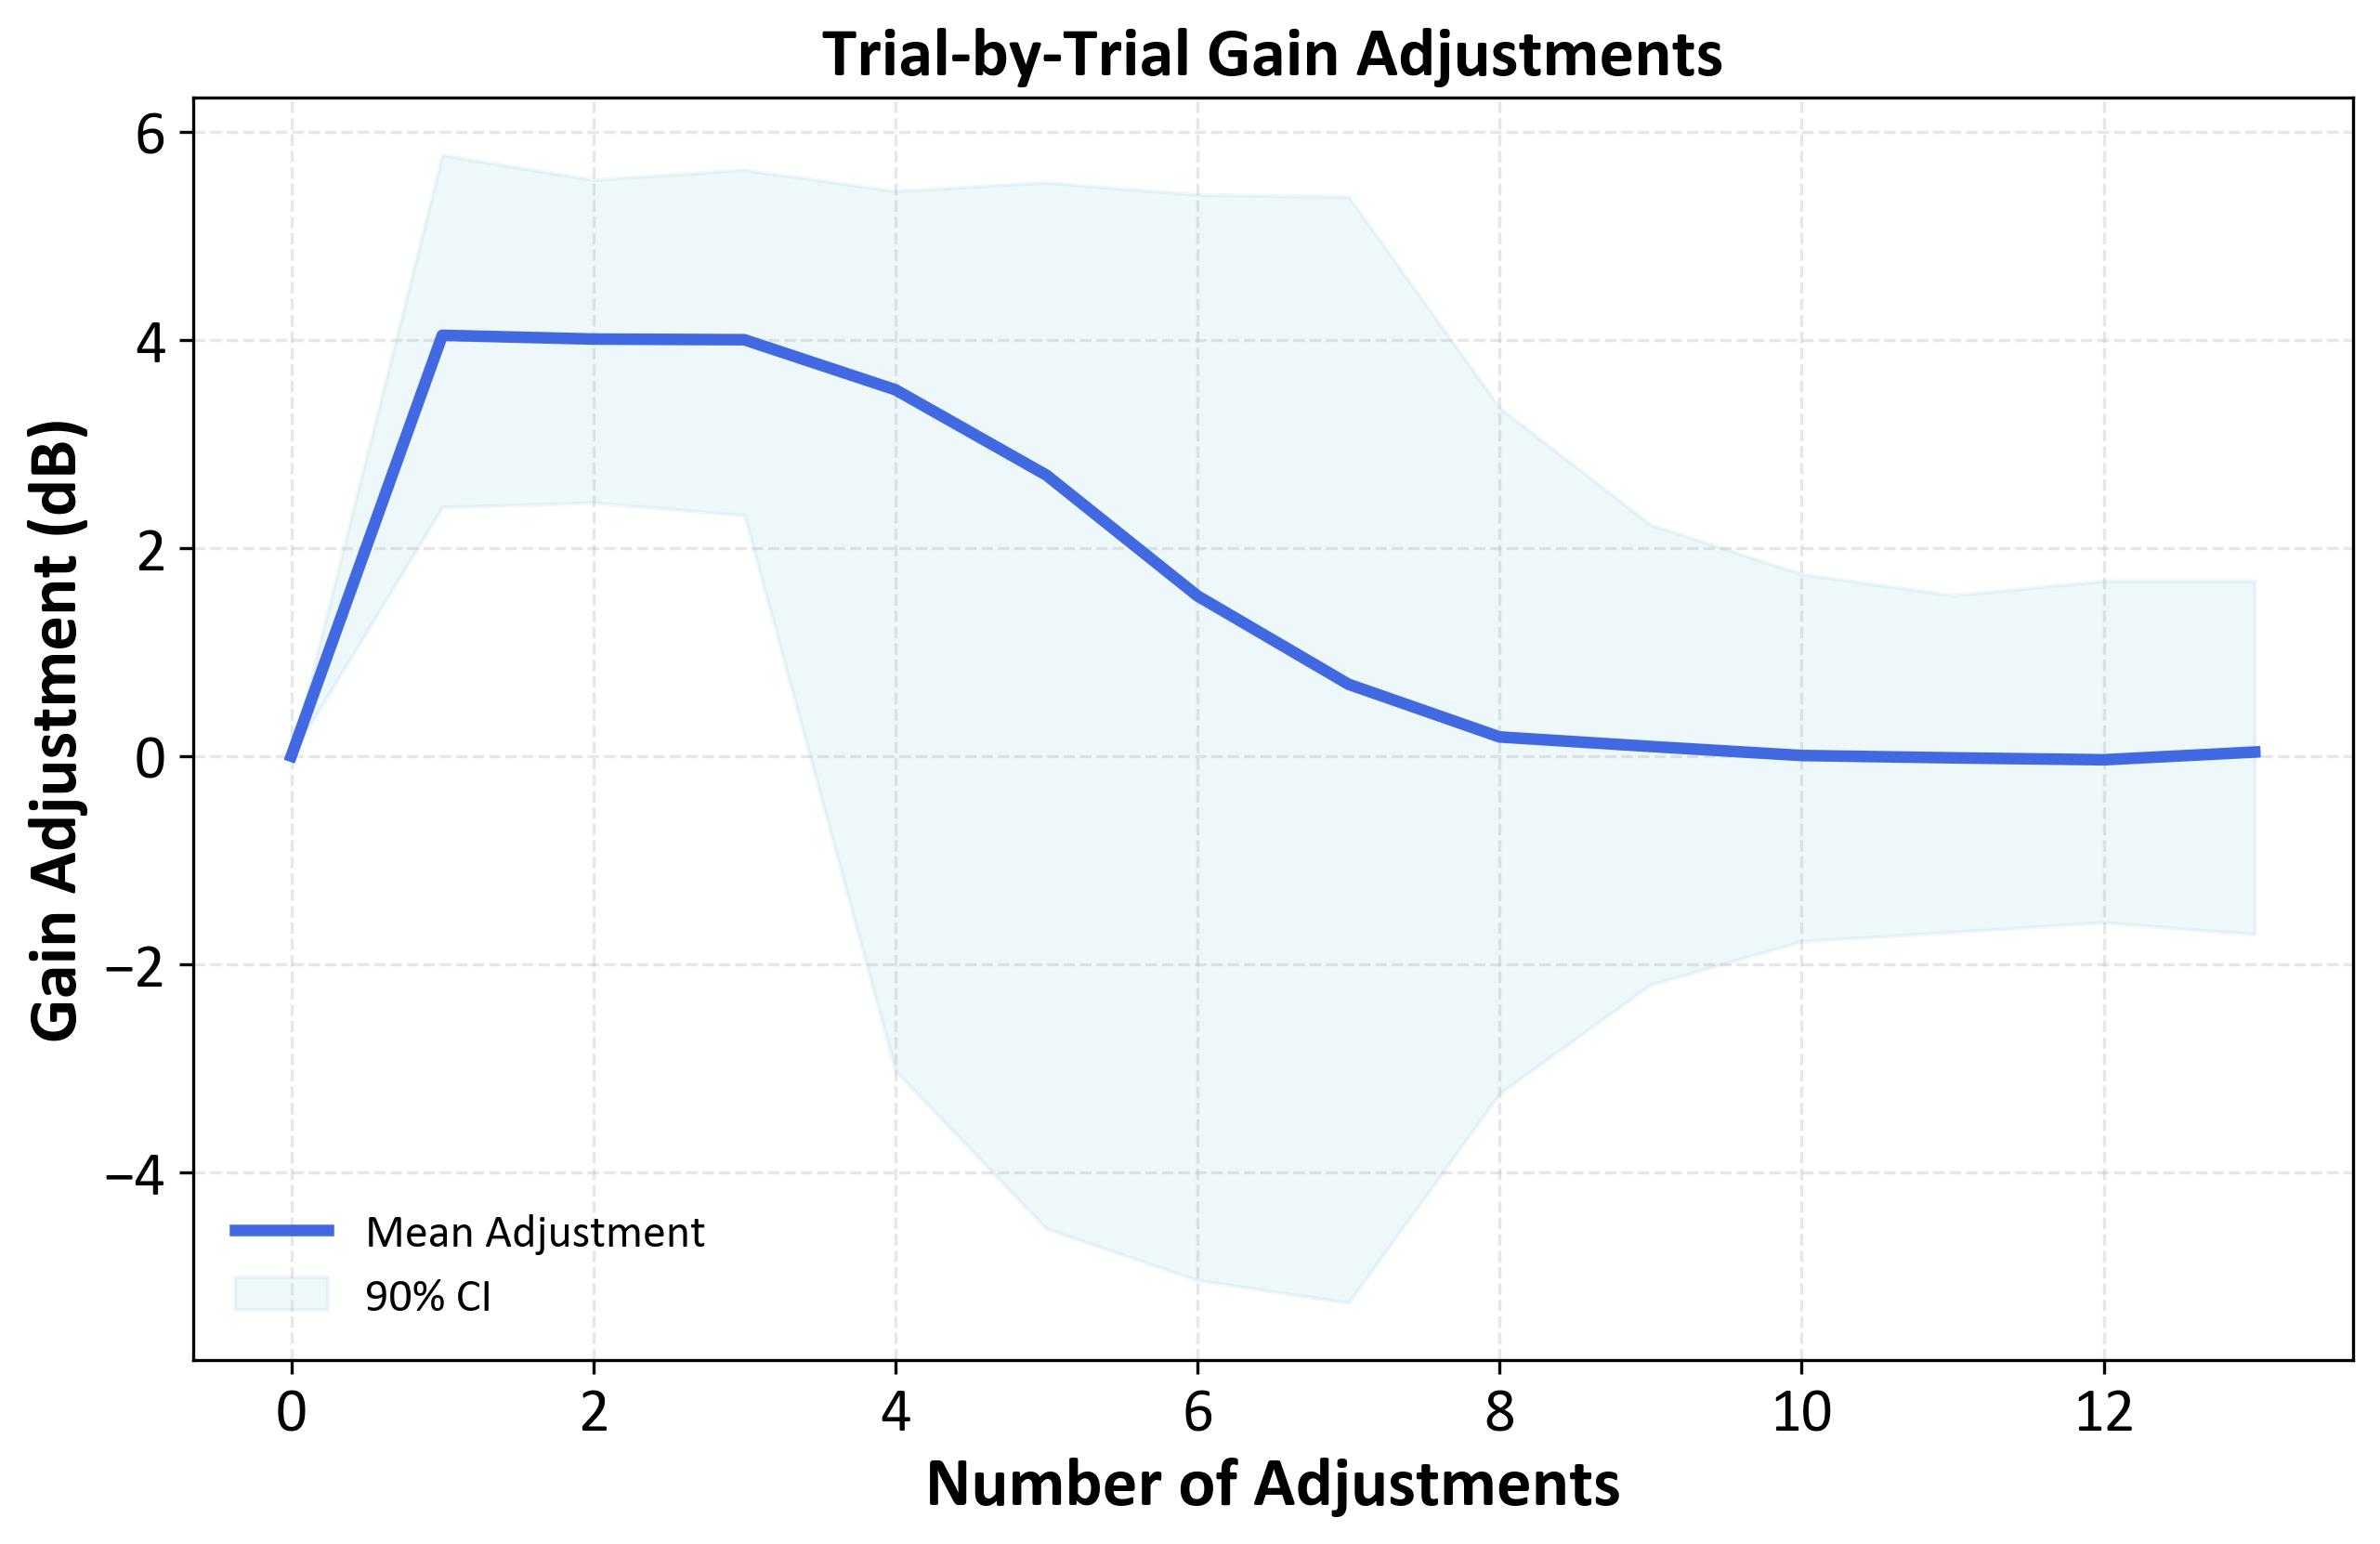 Trial-by-Trial Gain Adjustments
6
4
2
0
−2
−4
Gain Adjustment (dB)
Mean Adjustment
90% CI
0 2 4 6 8 10 12
Number of Adjustments